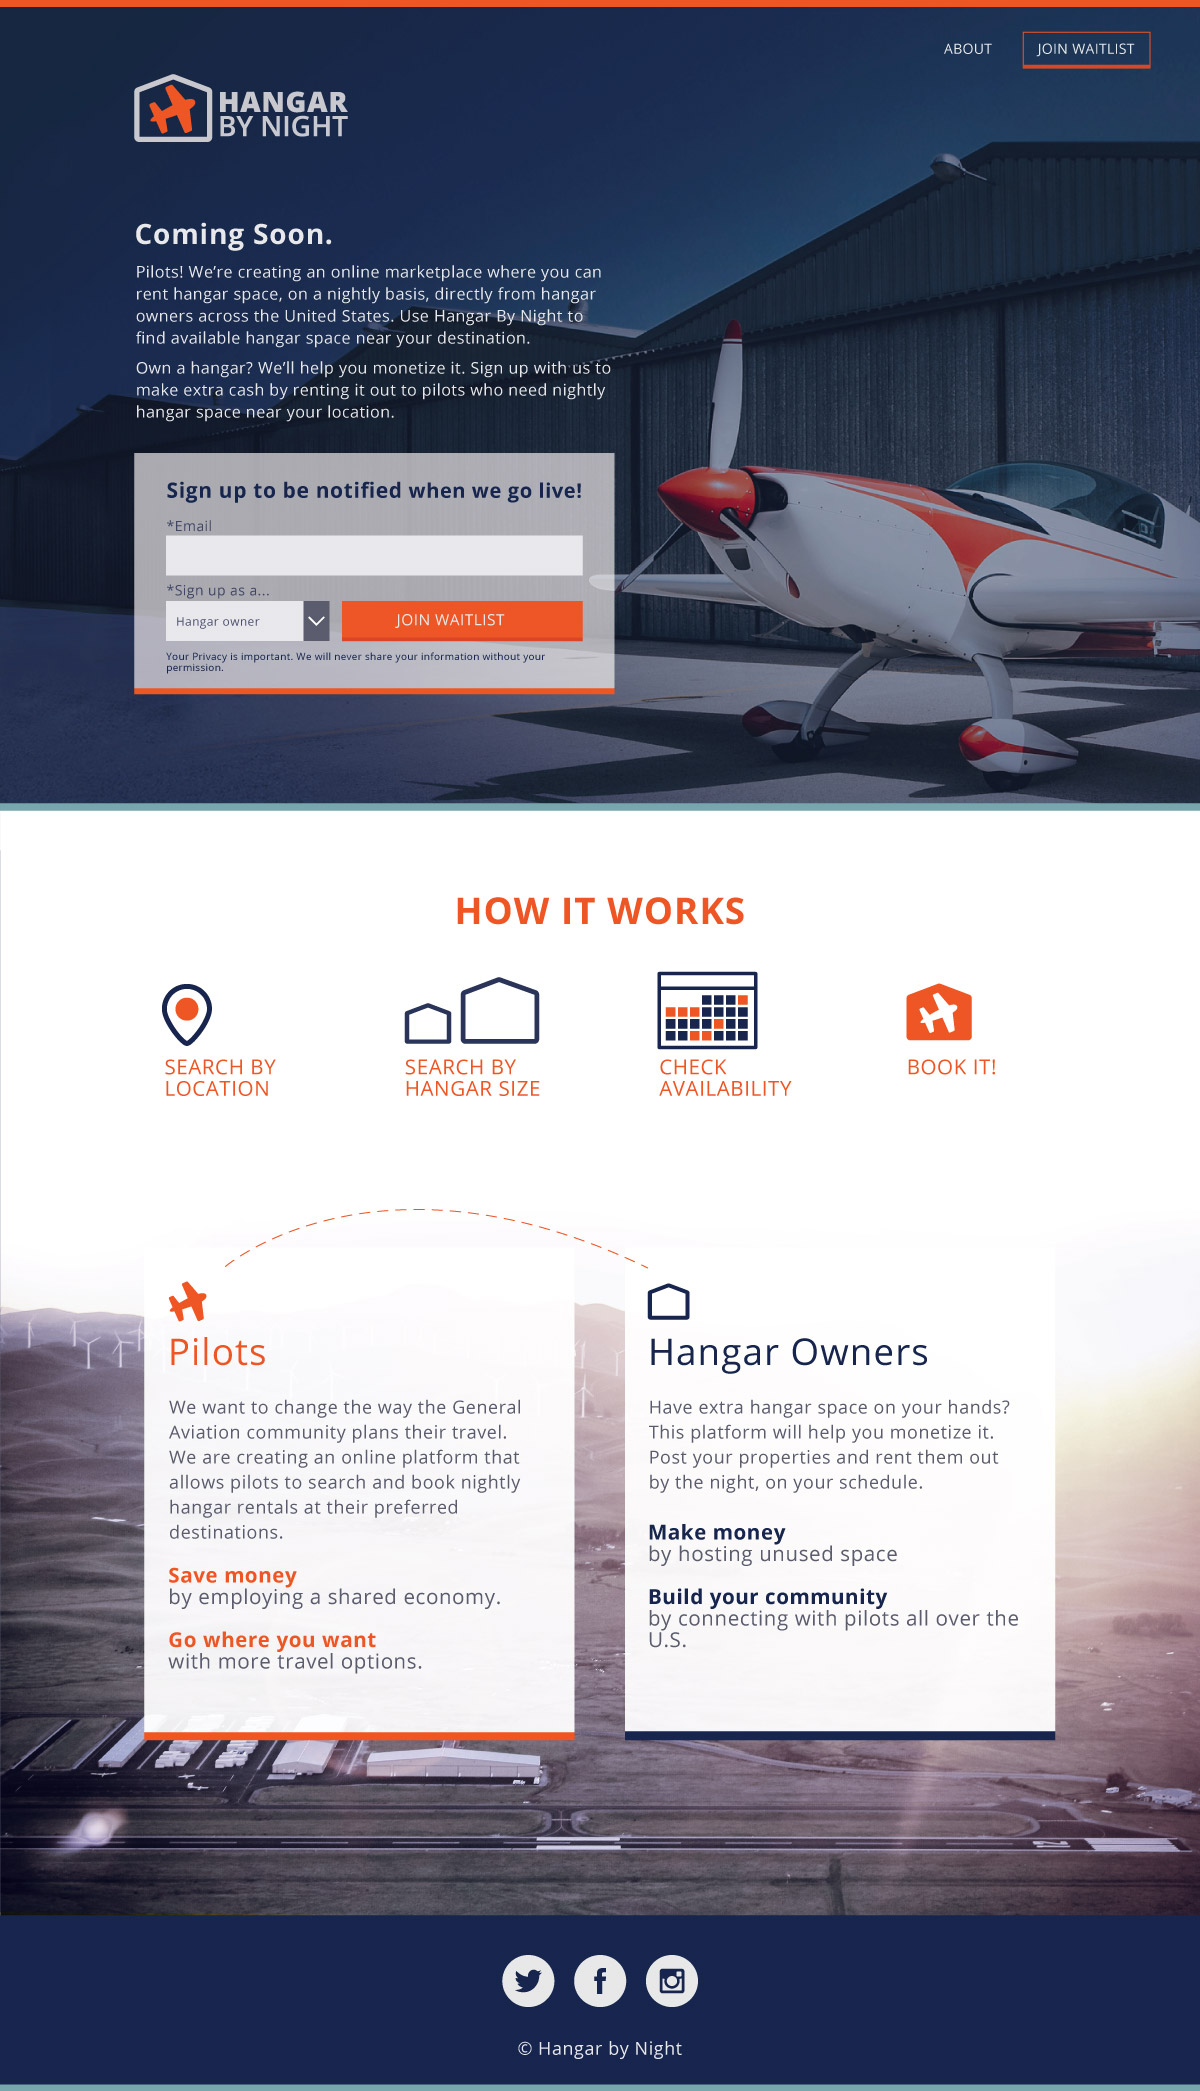 ABOUT
JOIN WAITLIST
HANGAR
BY NIGHT
Coming Soon.
Pilots! We’re creating an online marketplace where you can
rent hangar space, on a nightly basis, directly from hangar
owners across the United States. Use Hangar By Night to
find available hangar space near your destination.
Own a hangar? We’ll help you monetize it. Sign up with us to
make extra cash by renting it out to pilots who need nightly
hangar space near your location.
Sign up to be notified when we go live!
*Email
*Sign up as a...
Hangar owner
JOIN WAITLIST
Your Privacy is important. We will never share your information without your
permission.
HOW IT WORKS
SEARCH BY
LOCATION
SEARCH BY
HANGAR SIZE
CHECK
AVAILABILITY
BOOK IT!
Pilots
We want to change the way the General
Aviation community plans their travel.
We are creating an online platform that
allows pilots to search and book nightly
hangar rentals at their preferred
destinations.
Save money
by employing a shared economy.
Go where you want
with more travel options.
Hangar Owners
Have extra hangar space on your hands?
This platform will help you monetize it.
Post your properties and rent them out
by the night, on your schedule.
Make money
by hosting unused space
Build your community
by connecting with pilots all over the
U.S.
© Hangar by Night